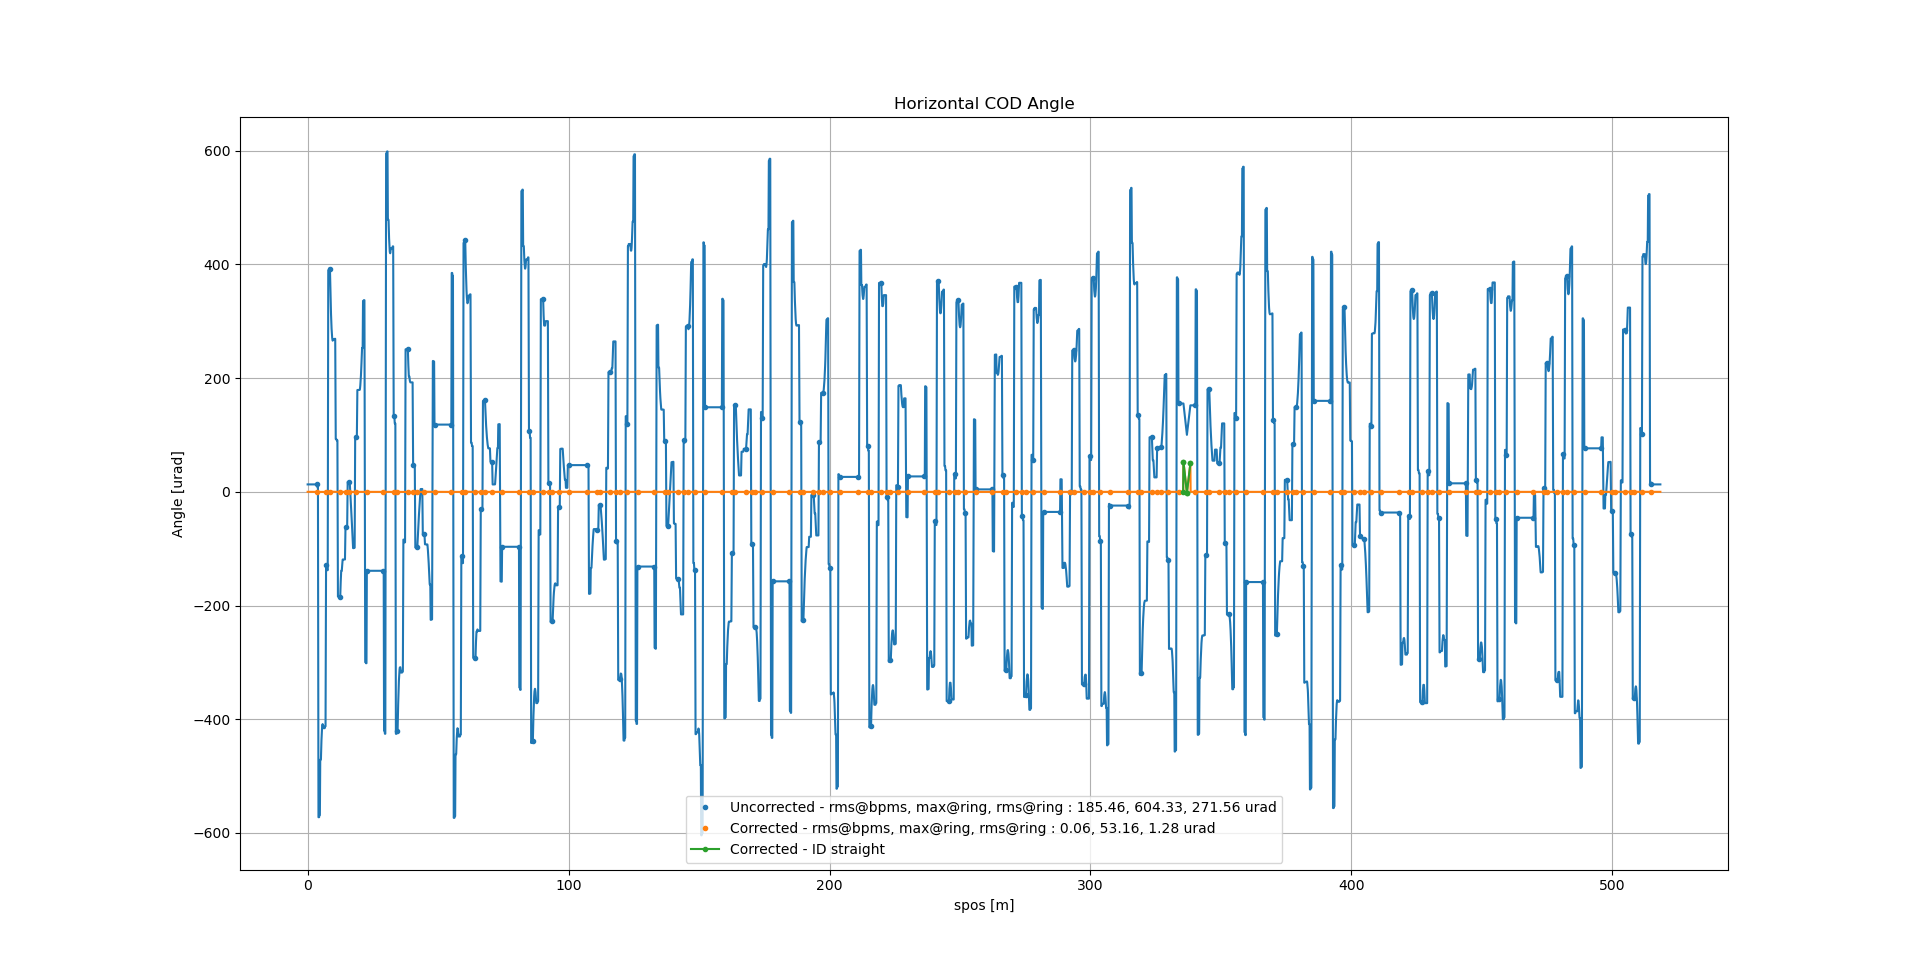 Horizontal COD Angle
Angle [urad]
600
400
200
0
−200
−400
−600
Uncorrected - rms@bpms, max@ring, rms@ring : 185.46, 604.33, 271.56 urad
Corrected - rms@bpms, max@ring, rms@ring : 0.06, 53.16, 1.28 urad
Corrected - ID straight
0 100 200 300 400 500
spos [m]